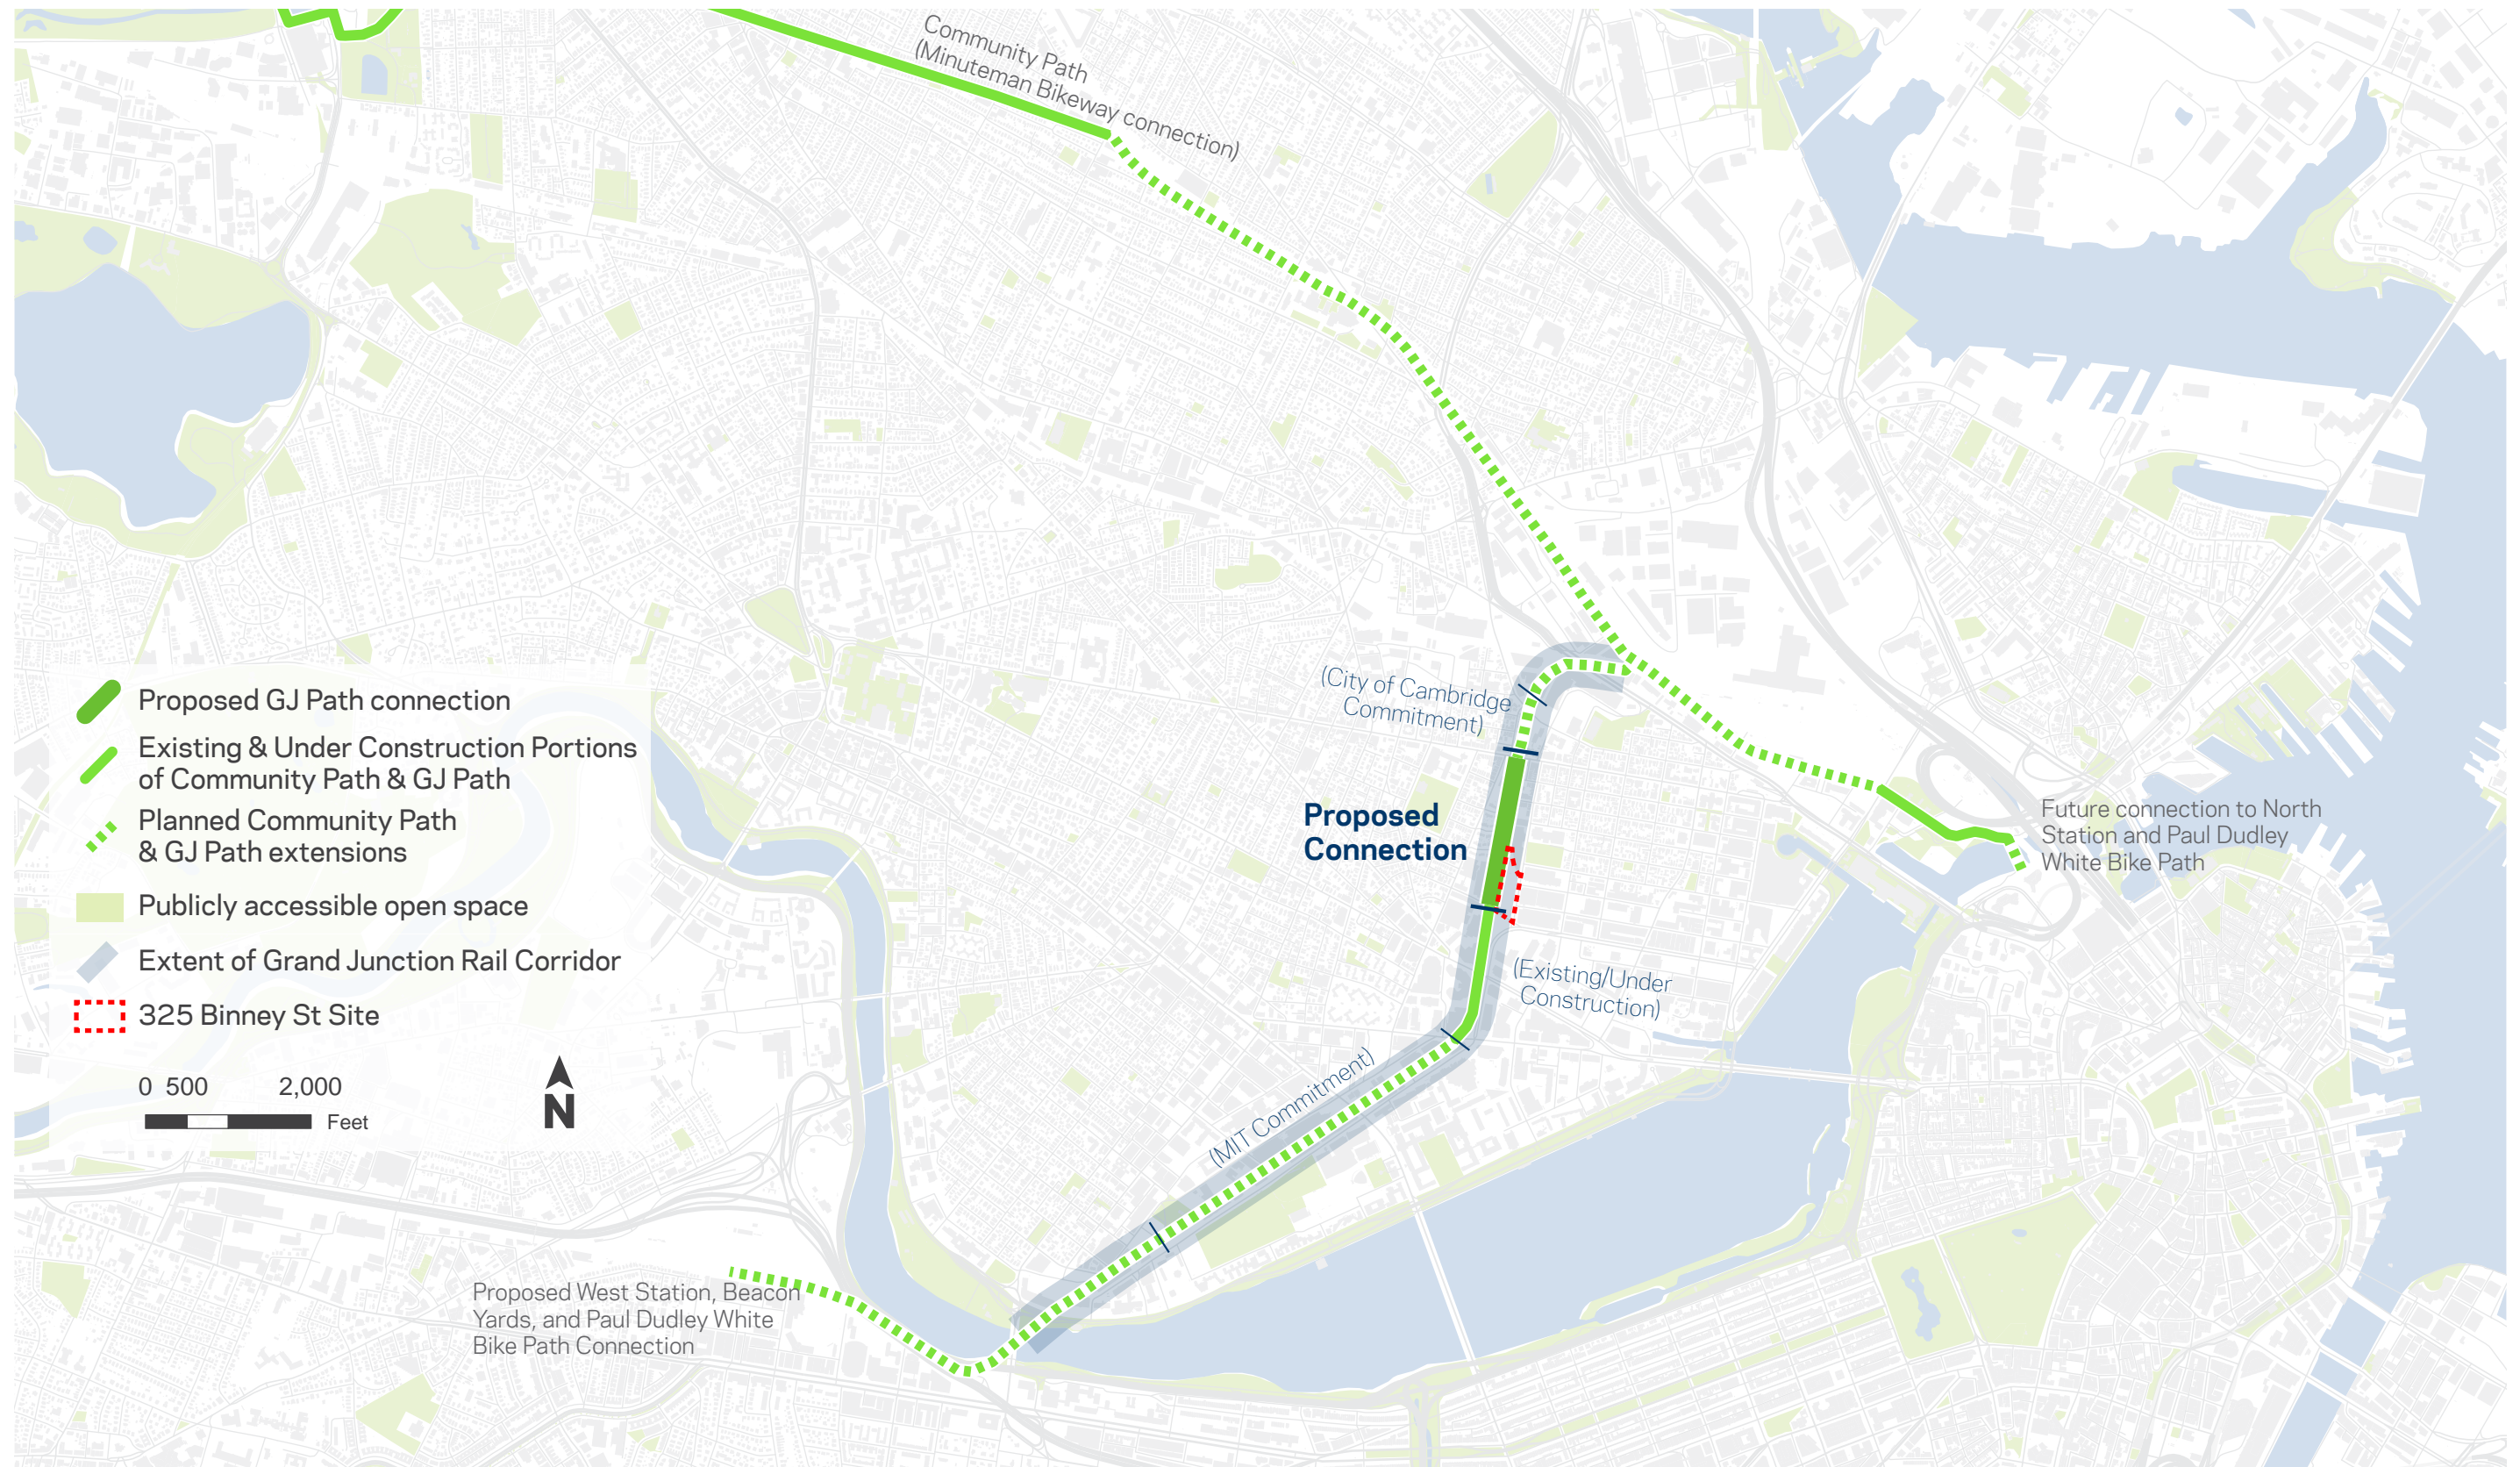 Community Path
(Minuteman Bikeway connection)
(City of Cambridge
Commitment)
Proposed
Connection
Future connection to North
Station and Paul Dudley
White Bike Path
(Existing/Under
Construction)
(MIT Commitment)
Proposed West Station, Beacon
Yards, and Paul Dudley White
Bike Path Connection
Proposed GJ Path connection
Existing & Under Construction Portions
of Community Path & GJ Path
Planned Community Path
& GJ Path extensions
Publicly accessible open space
Extent of Grand Junction Rail Corridor
325 Binney St Site
0 500 2,000
Feet
N